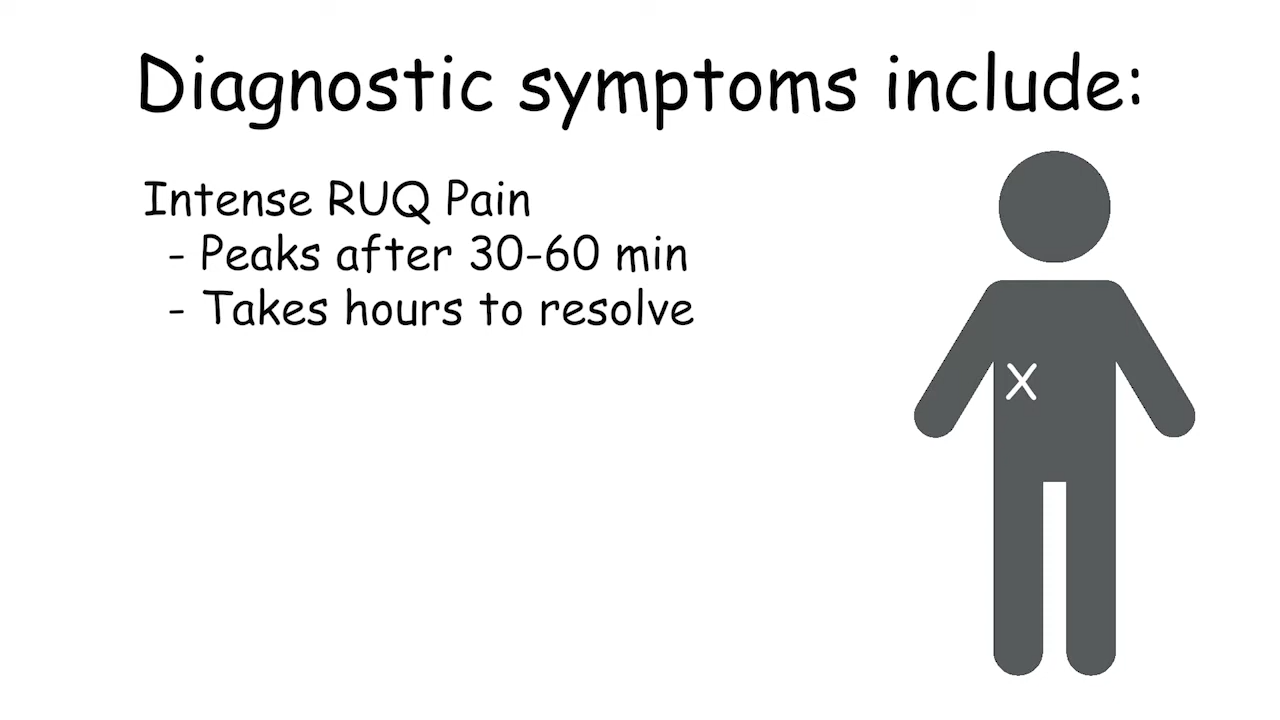 Diagnostic symptoms include:
Intense RUQ Pain
- Peaks after 30-60 min
- Takes hours to resolve
X